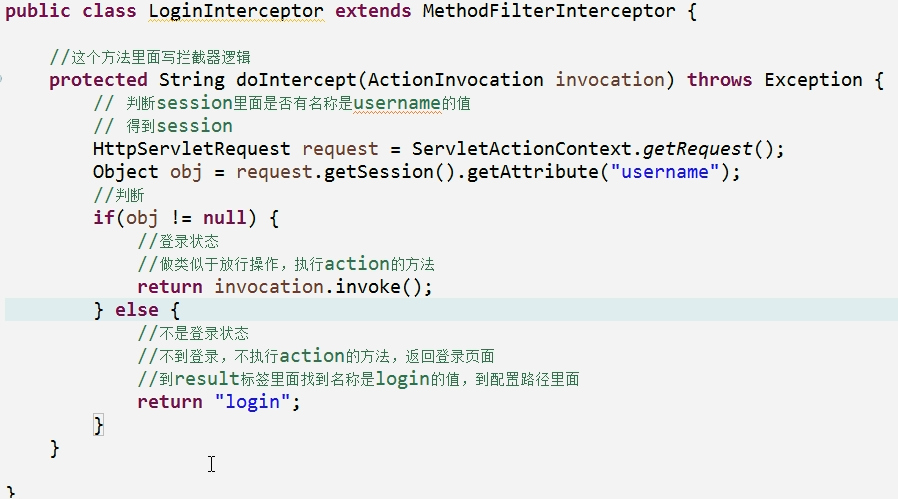 public class LoginInterceptor extends MethodFilterInterceptor {
//这个方法里面写拦截器逻辑
protected String doIntercept(ActionInvocation invocation) throws Exception {
// 判断session里面是否有名称是username的值
// 得到session
HttpServletRequest request = ServletActionContext.getRequest();
Object obj = request.getSession().getAttribute("username");
//判断
if(obj != null) {
//登录状态
//做类似于放行操作，执行action的方法
return invocation.invoke();
} else {
//不是登录状态
//不到登录，不执行action的方法，返回登录页面
//到result标签里面找到名称是login的值，到配置路径里面
return "login";
}
}
}